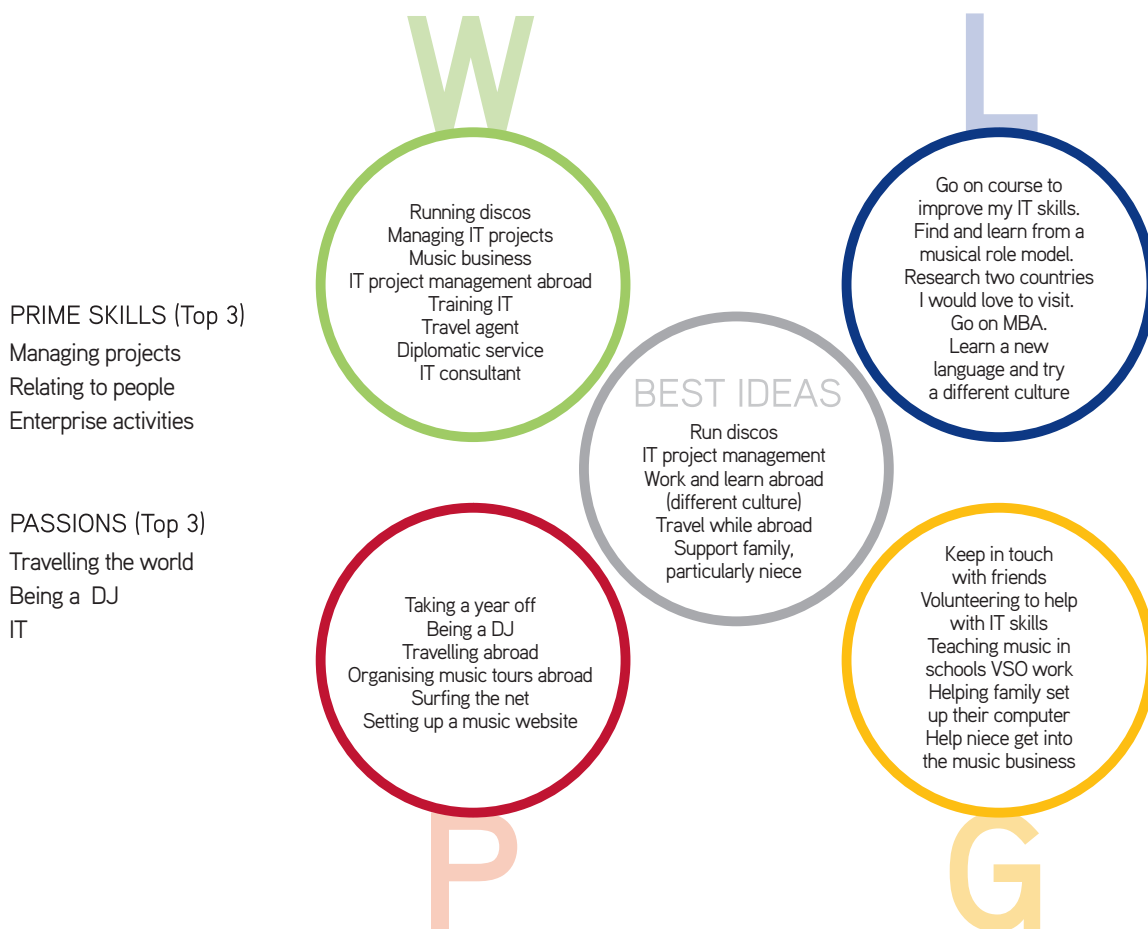 W
L
PRIME SKILLS (Top 3)
Managing projects
Relating to people
Enterprise activities
PASSIONS (Top 3)
Travelling the world
Being a DJ
IT
Running discos
Managing IT projects
Music business
IT project management abroad
Training IT
Travel agent
Diplomatic service
IT consultant
Go on course to
improve my IT skills.
Find and learn from a
musical role model.
Research two countries
I would love to visit.
Go on MBA.
Learn a new
language and try
a different culture
BEST IDEAS
Run discos
IT project management
Work and learn abroad
(different culture)
Travel while abroad
Support family,
particularly niece
Taking a year off
Being a DJ
Travelling abroad
Organising music tours abroad
Surfing the net
Setting up a music website
Keep in touch
with friends
Volunteering to help
with IT skills
Teaching music in
schools VSO work
Helping family set
up their computer
Help niece get into
the music business
P
G